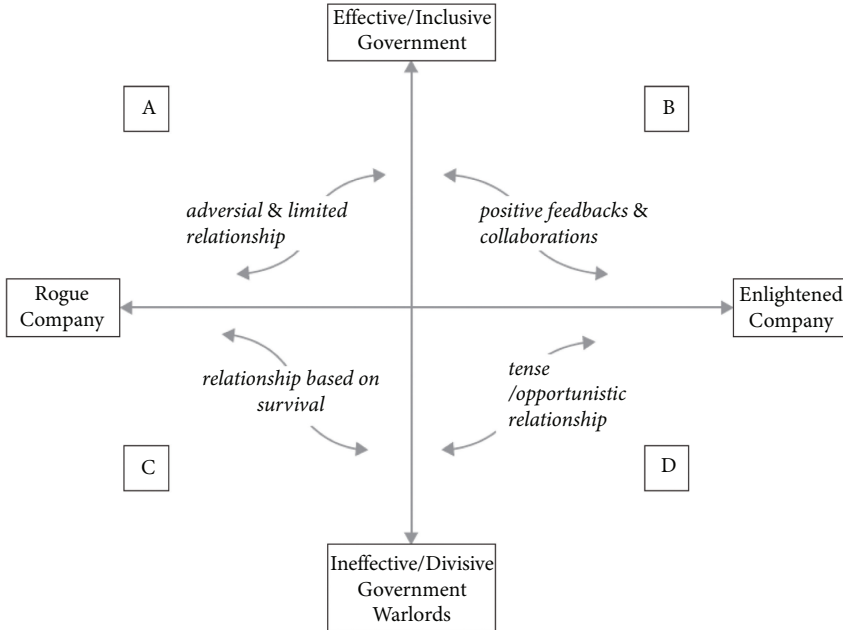 Effective/Inclusive
Government
A
B
adversial & limited
relationship
positive feedbacks &
collaborations
Rogue
Company
Enlightened
Company
relationship based on
survival
tense
/opportunistic
relationship
C
D
Ineffective/Divisive
Government
Warlords